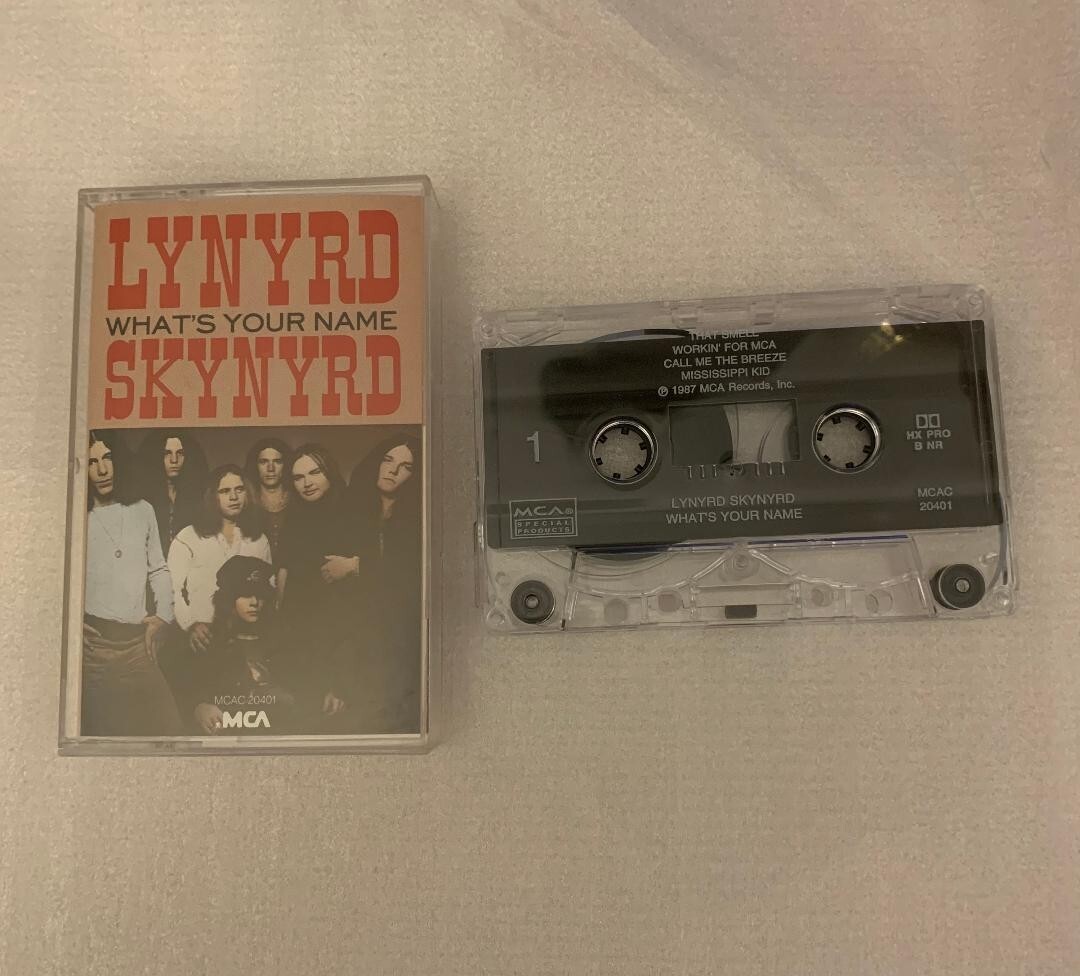 LYNYRD
WHAT'S YOUR NAME
SKYNYRD
MCAC 20401
MCA
THAT SMELL
WORKIN' FOR MCA
CALL ME THE BREEZE
MISSISSIPPI KID
℗ 1987 MCA Records, Inc.
1
HX PRO
B NR
MCA®
SPECIAL
PRODUCTS
LYNYRD SKYNYRD
WHAT'S YOUR NAME
MCAC
20401